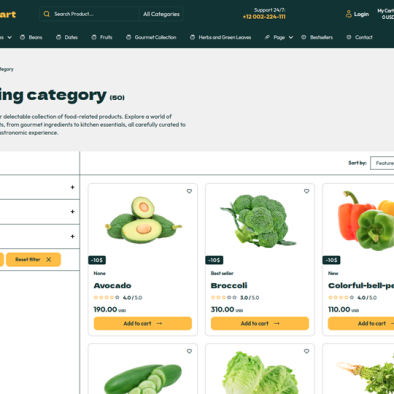 art
Search Product...
All Categories
Support 24/7:
+12 002-224-111
Login
My Cart
0 USD
Beans
Dates
Fruits
Gourmet Collection
Herbs and Green Leaves
Page
Bestsellers
Contact
ategory
ing category (50)
r delectable collection of food-related products. Explore a world of
s, from gourmet ingredients to kitchen essentials, all carefully curated to
astronomic experience.
Sort by:
Feature
Reset filter
-10$
None
Avocado
4.0 / 5.0
190.00 USD
Add to cart
-10$
Best seller
Broccoli
3.0 / 5.0
310.00 USD
Add to cart
-10$
New
Colorful-bell-pe
4.0 / 5.0
110.00 USD
Add to cart